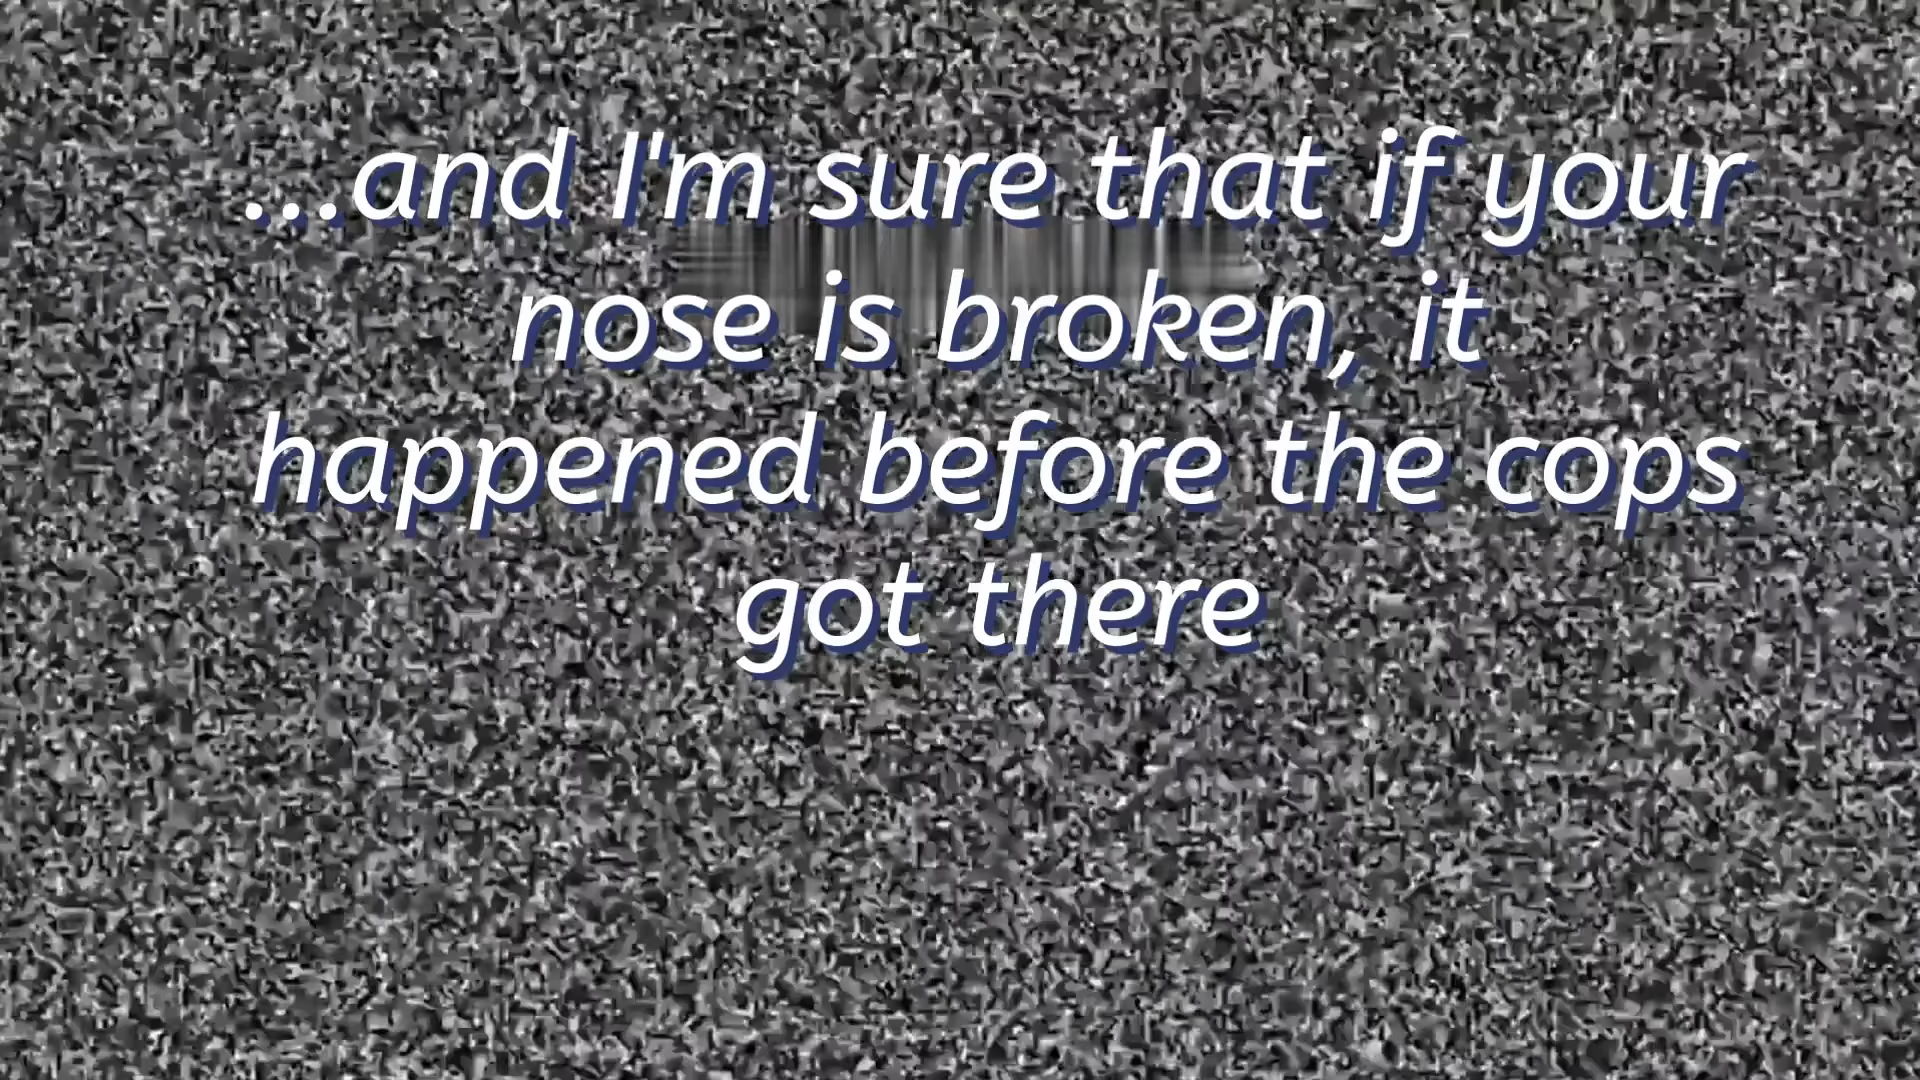 ...and I'm sure that if your
nose is broken, it
happened before the cops
got there